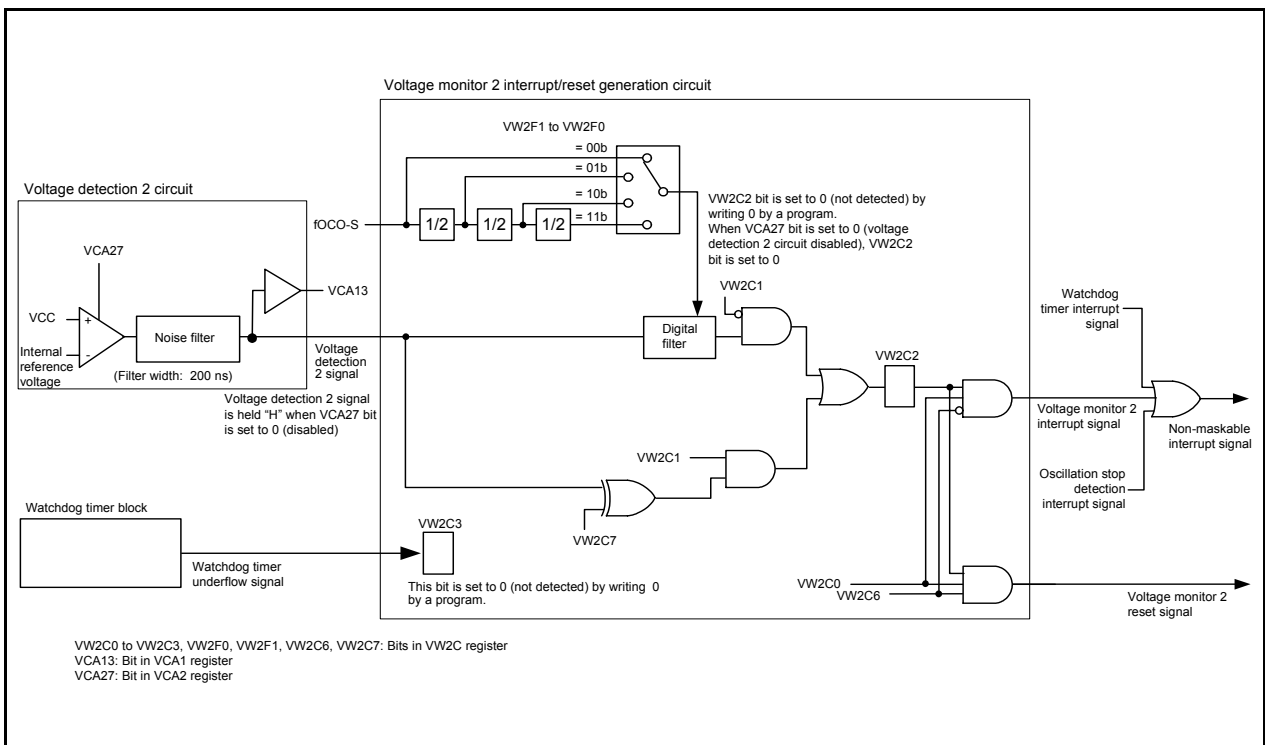 Voltage monitor 2 interrupt/reset generation circuit
VW2F1 to VW2F0
= 00b
= 01b
= 10b
= 11b
fOCO-S
1/2
1/2
1/2
VW2C2 bit is set to 0 (not detected) by
writing 0 by a program.
When VCA27 bit is set to 0 (voltage
detection 2 circuit disabled), VW2C2
bit is set to 0
Voltage detection 2 circuit
VCA27
VCC
+
Internal
reference
voltage
-
Noise filter
(Filter width: 200 ns)
VCA13
Voltage
detection
2 signal
Voltage detection 2 signal
is held “H” when VCA27 bit
is set to 0 (disabled)
Digital
filter
VW2C1
VW2C2
VW2C1
VW2C7
Watchdog
timer interrupt
signal
Voltage monitor 2
interrupt signal
Non-maskable
interrupt signal
Oscillation stop
detection
interrupt signal
Watchdog timer block
Watchdog timer
underflow signal
VW2C3
This bit is set to 0 (not detected) by writing 0
by a program.
VW2C0
VW2C6
Voltage monitor 2
reset signal
VW2C0 to VW2C3, VW2F0, VW2F1, VW2C6, VW2C7: Bits in VW2C register
VCA13: Bit in VCA1 register
VCA27: Bit in VCA2 register